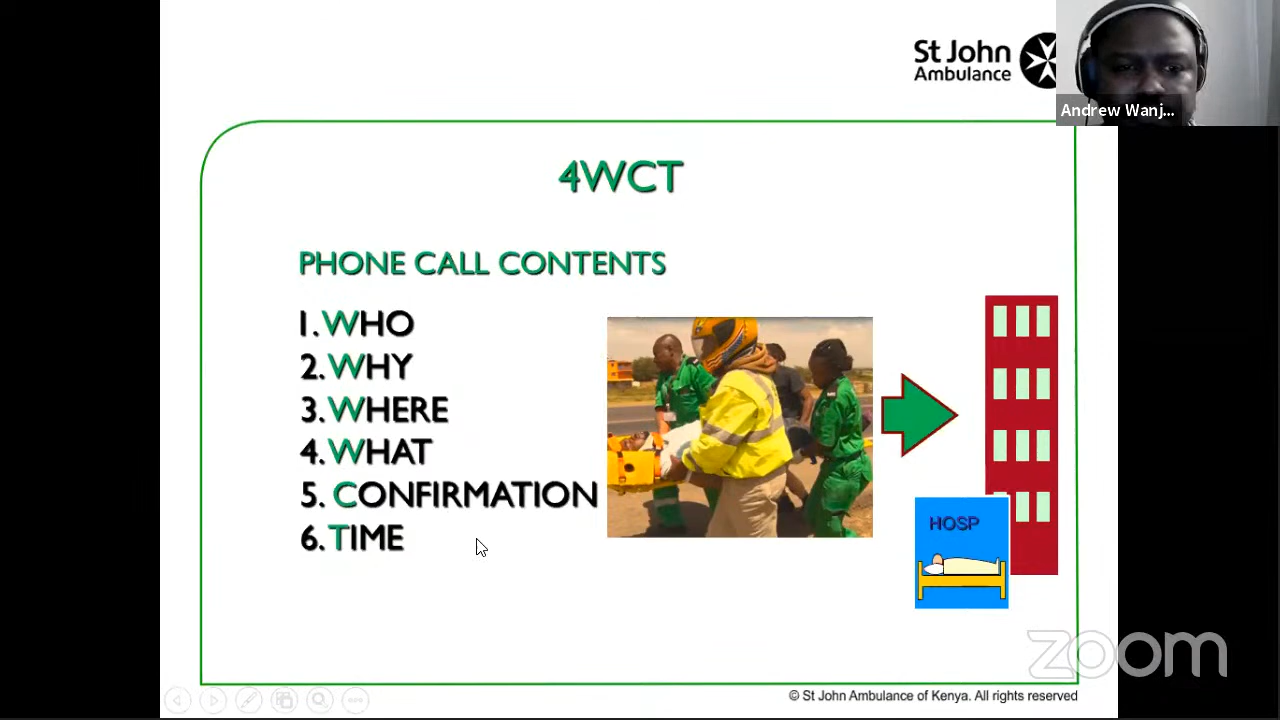 St John
Ambulance
Andrew Wanj...
4WCT
PHONE CALL CONTENTS
1. WHO
2. WHY
3. WHERE
4. WHAT
5. CONFIRMATION
6. TIME
HOSP
zoom
© St John Ambulance of Kenya. All rights reserved